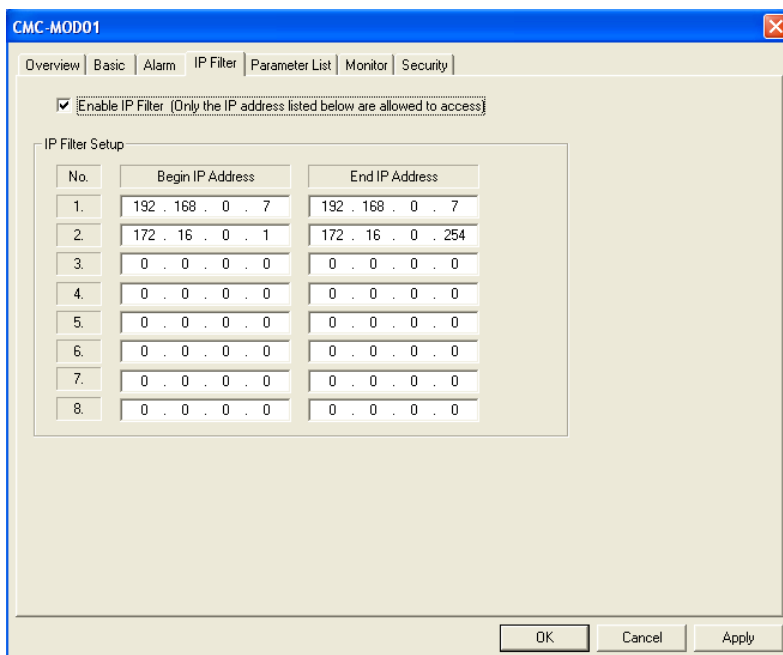 CMC-MOD01
Overview Basic Alarm IP Filter Parameter List Monitor Security
Enable IP Filter (Only the IP address listed below are allowed to access)
IP Filter Setup
No. Begin IP Address End IP Address
1. 192 . 168 . 0 . 7 192 . 168 . 0 . 7
2. 172 . 16 . 0 . 1 172 . 16 . 0 . 254
3. 0 . 0 . 0 . 0 0 . 0 . 0 . 0
4. 0 . 0 . 0 . 0 0 . 0 . 0 . 0
5. 0 . 0 . 0 . 0 0 . 0 . 0 . 0
6. 0 . 0 . 0 . 0 0 . 0 . 0 . 0
7. 0 . 0 . 0 . 0 0 . 0 . 0 . 0
8. 0 . 0 . 0 . 0 0 . 0 . 0 . 0
OK Cancel Apply